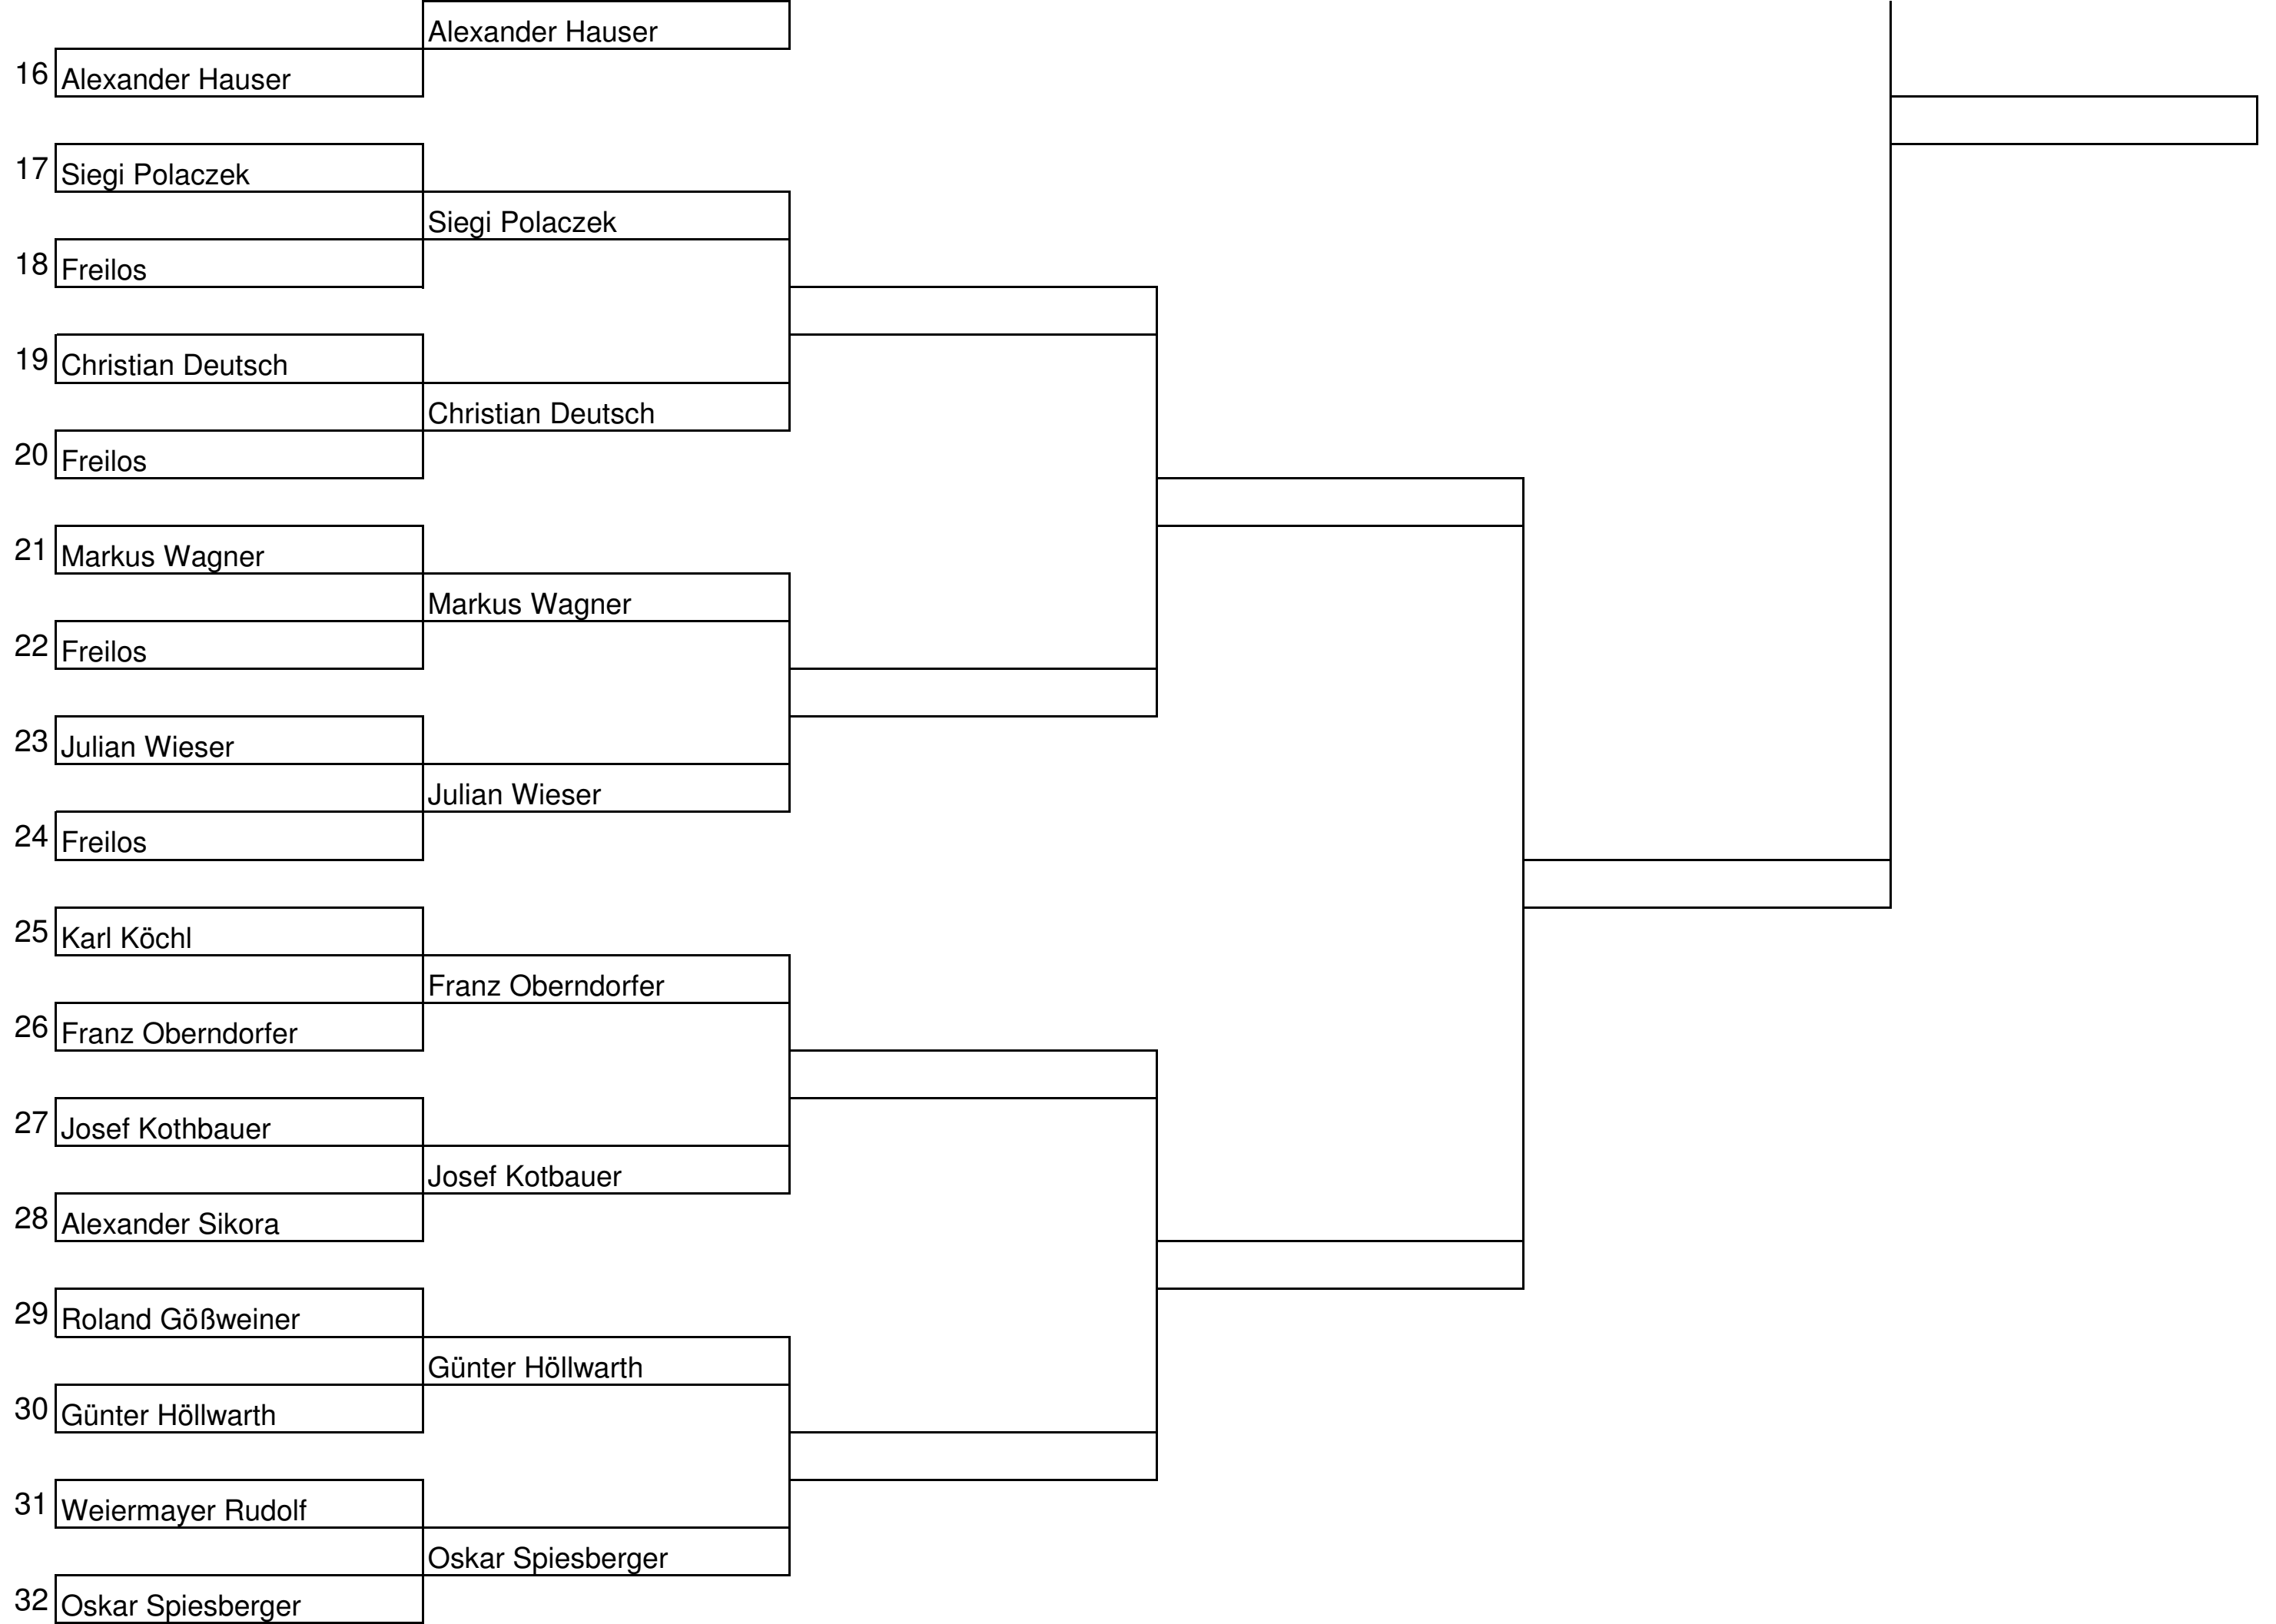 Alexander Hauser
16 Alexander Hauser
17 Siegi Polaczek
Siegi Polaczek
18 Freilos
19 Christian Deutsch
Christian Deutsch
20 Freilos
21 Markus Wagner
Markus Wagner
22 Freilos
23 Julian Wieser
Julian Wieser
24 Freilos
25 Karl Köchl
Franz Oberndorfer
26 Franz Oberndorfer
27 Josef Kothbauer
Josef Kotbauer
28 Alexander Sikora
29 Roland Gößweiner
Günter Höllwarth
30 Günter Höllwarth
31 Weiermayer Rudolf
Oskar Spiesberger
32 Oskar Spiesberger